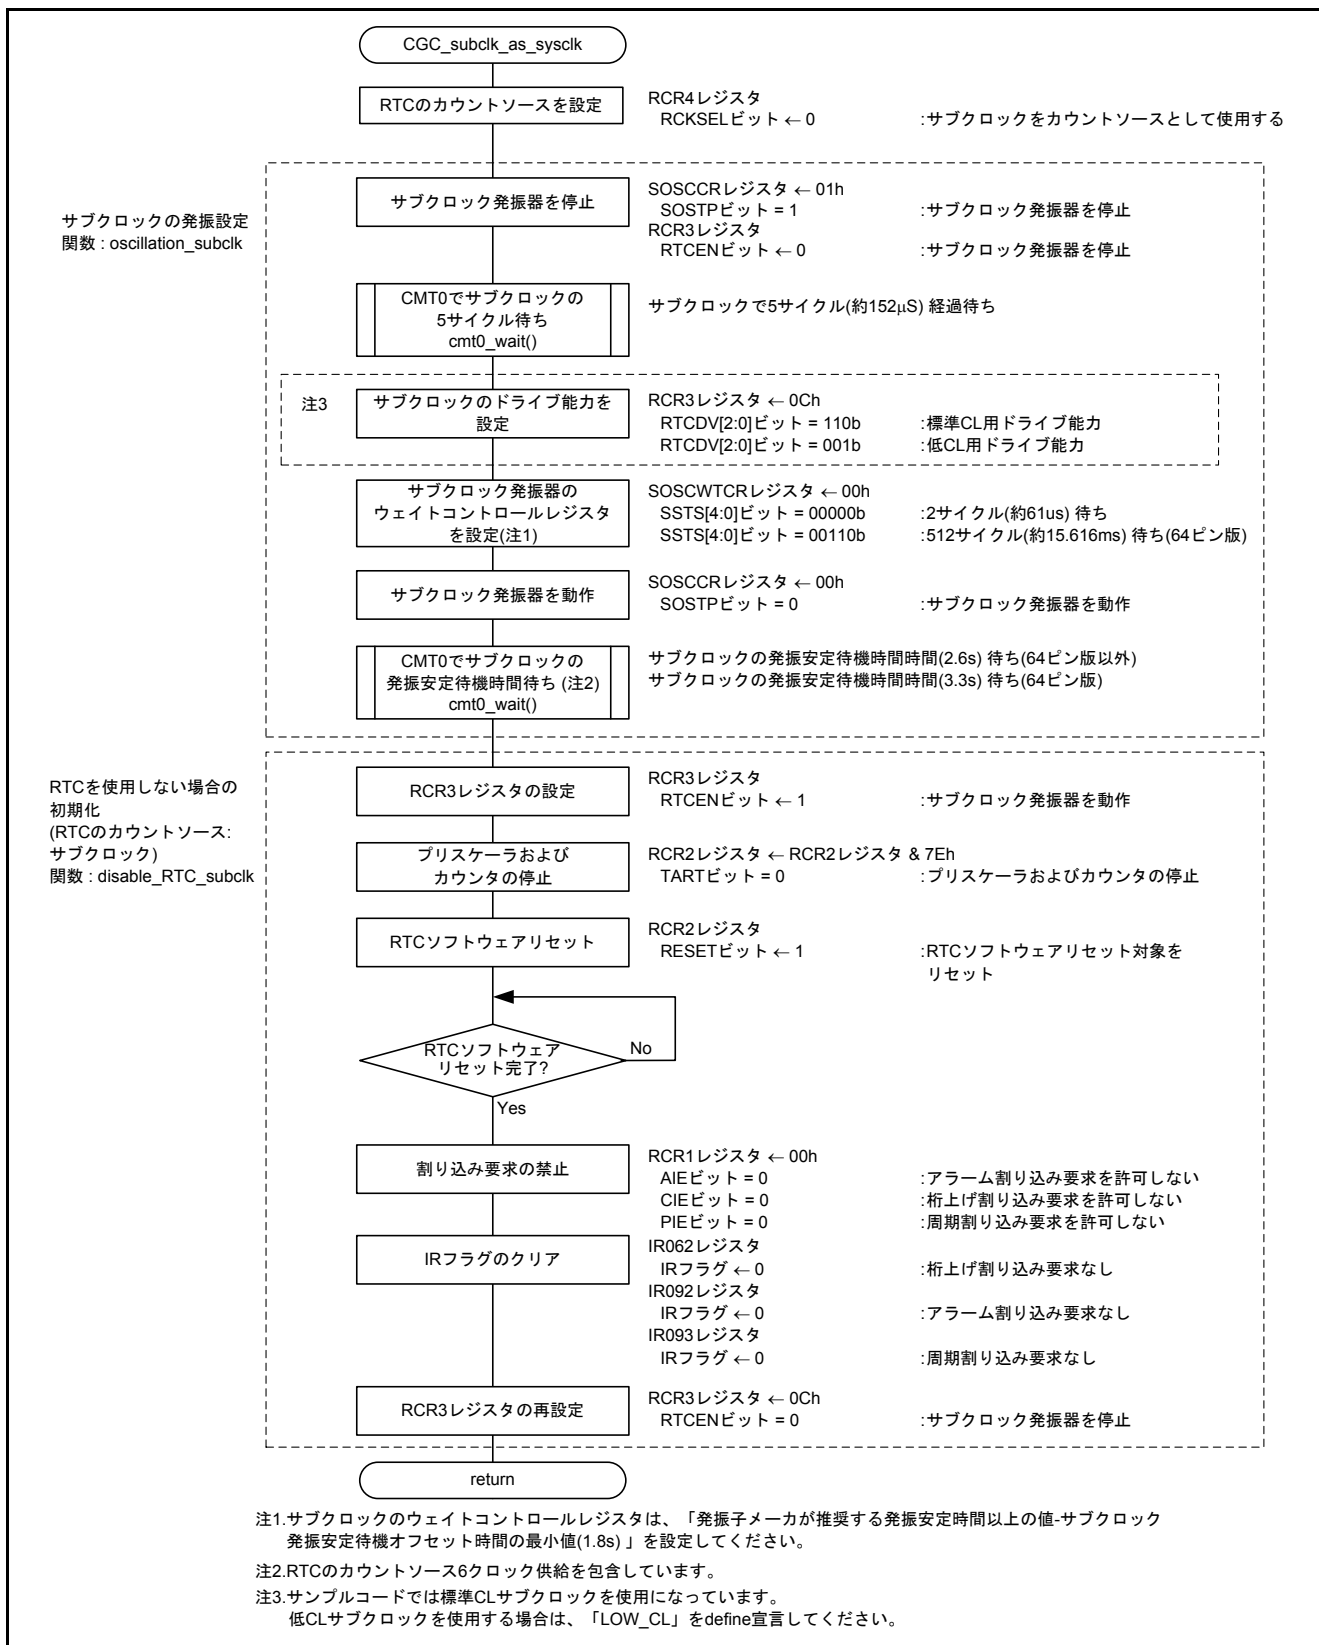 CGC_subclk_as_sysclk
RTCのカウントソースを設定
RCR4レジスタ
RCKSELビット ← 0 :サブクロックをカウントソースとして使用する
サブクロックの発振設定
関数 : oscillation_subclk
サブクロック発振器を停止
SOSCCRレジスタ ← 01h
SOSTPビット = 1 :サブクロック発振器を停止
RCR3レジスタ
RTCENビット ← 0 :サブクロック発振器を停止
CMT0でサブクロックの
5サイクル待ち
cmt0_wait()
サブクロックで5サイクル(約152μS) 経過待ち
注3
サブクロックのドライブ能力を
設定
RCR3レジスタ ← 0Ch
RTCDV[2:0]ビット = 110b :標準CL用ドライブ能力
RTCDV[2:0]ビット = 001b :低CL用ドライブ能力
サブクロック発振器の
ウェイトコントロールレジスタ
を設定(注1)
SOSCWTCRレジスタ ← 00h
SSTS[4:0]ビット = 00000b :2サイクル(約61us) 待ち
SSTS[4:0]ビット = 00110b :512サイクル(約15.616ms) 待ち(64ピン版)
サブクロック発振器を動作
SOSCCRレジスタ ← 00h
SOSTPビット = 0 :サブクロック発振器を動作
CMT0でサブクロックの
発振安定待機時間待ち (注2)
cmt0_wait()
サブクロックの発振安定待機時間時間(2.6s) 待ち(64ピン版以外)
サブクロックの発振安定待機時間時間(3.3s) 待ち(64ピン版)
RTCを使用しない場合の
初期化
(RTCのカウントソース:
サブクロック)
関数 : disable_RTC_subclk
RCR3レジスタの設定
RCR3レジスタ
RTCENビット ← 1 :サブクロック発振器を動作
プリスケーラおよび
カウンタの停止
RCR2レジスタ ← RCR2レジスタ & 7Eh
TARTビット = 0 :プリスケーラおよびカウンタの停止
RTCソフトウェアリセット
RCR2レジスタ
RESETビット ← 1 :RTCソフトウェアリセット対象を
リセット
RTCソフトウェア
リセット完了?
No
Yes
割り込み要求の禁止
RCR1レジスタ ← 00h
AIEビット = 0 :アラーム割り込み要求を許可しない
CIEビット = 0 :桁上げ割り込み要求を許可しない
PIEビット = 0 :周期割り込み要求を許可しない
IRフラグのクリア
IR062レジスタ
IRフラグ ← 0 :桁上げ割り込み要求なし
IR092レジスタ
IRフラグ ← 0 :アラーム割り込み要求なし
IR093レジスタ
IRフラグ ← 0 :周期割り込み要求なし
RCR3レジスタの再設定
RCR3レジスタ ← 0Ch
RTCENビット = 0 :サブクロック発振器を停止
return
注1.サブクロックのウェイトコントロールレジスタは、「発振子メーカが推奨する発振安定時間以上の値-サブクロック
発振安定待機オフセット時間の最小値(1.8s) 」を設定してください。
注2.RTCのカウントソース6クロック供給を包含しています。
注3.サンプルコードでは標準CLサブクロックを使用になっています。
低CLサブクロックを使用する場合は、「LOW_CL」をdefine宣言してください。